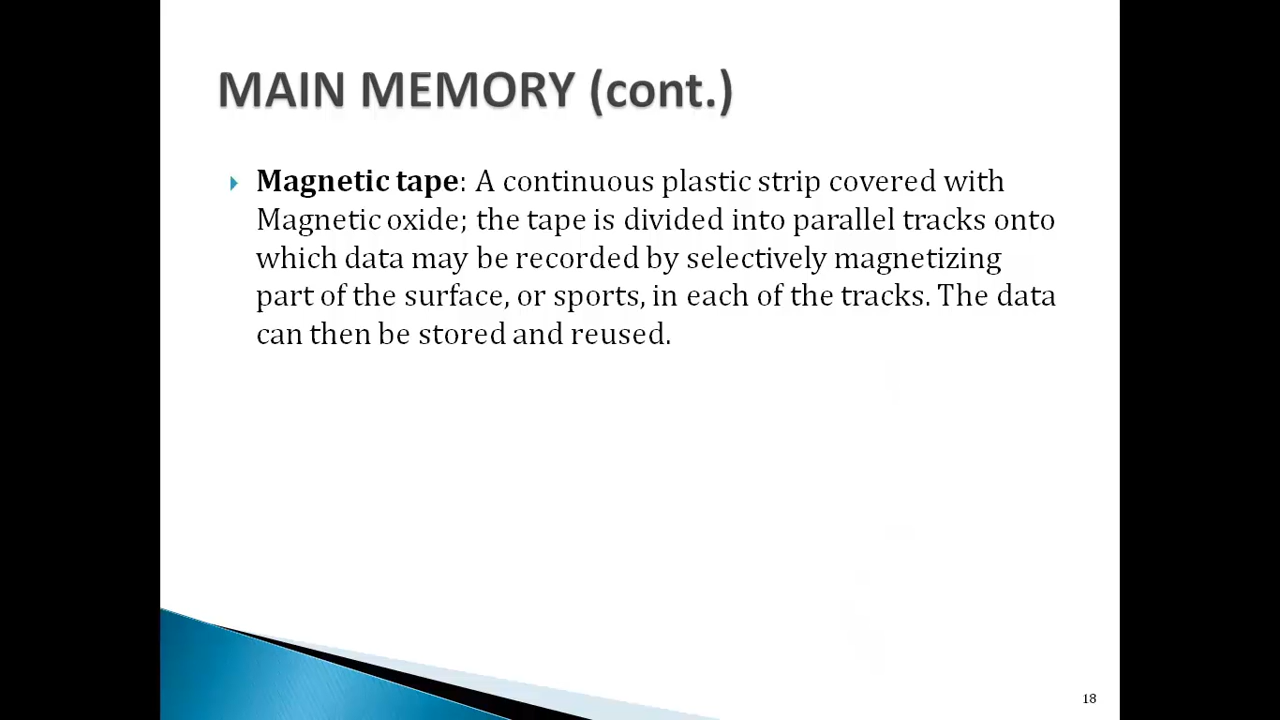 MAIN MEMORY (cont.)
Magnetic tape: A continuous plastic strip covered with
Magnetic oxide; the tape is divided into parallel tracks onto
which data may be recorded by selectively magnetizing
part of the surface, or sports, in each of the tracks. The data
can then be stored and reused.
18